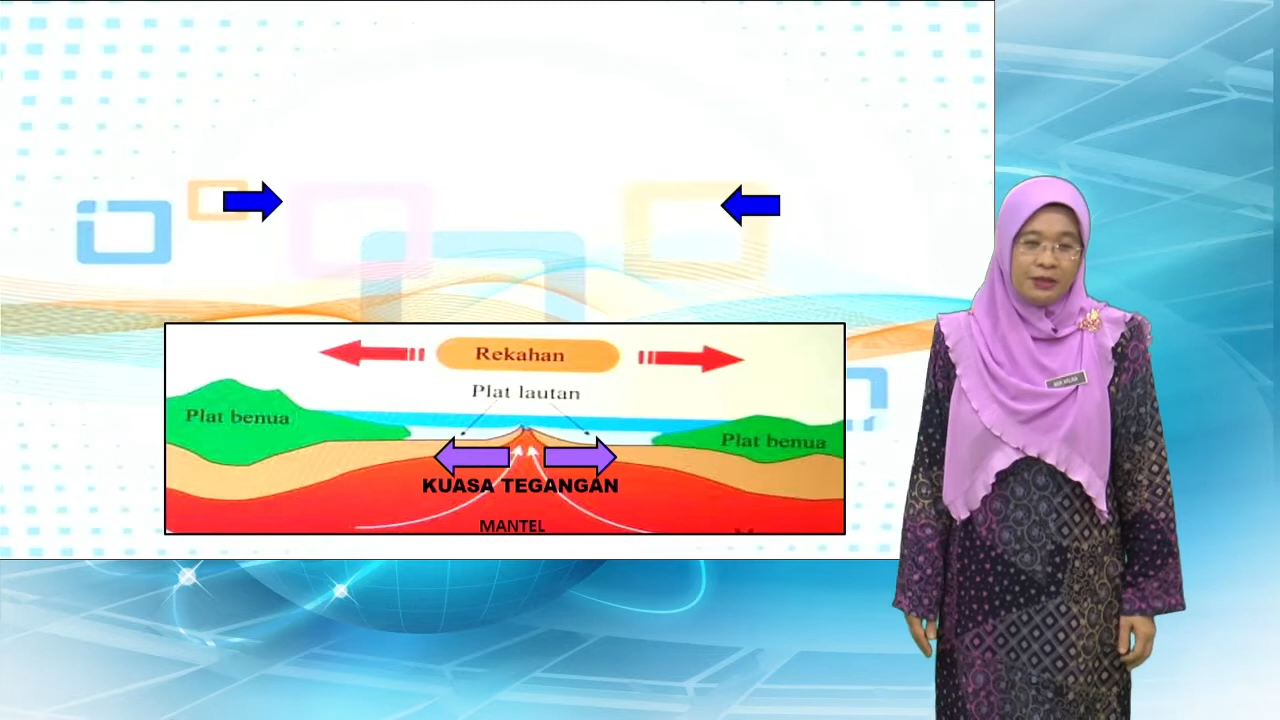 Rekahan
Plat lautan
Plat benua
Plat benua
KUASA TEGANGAN
MANTEL